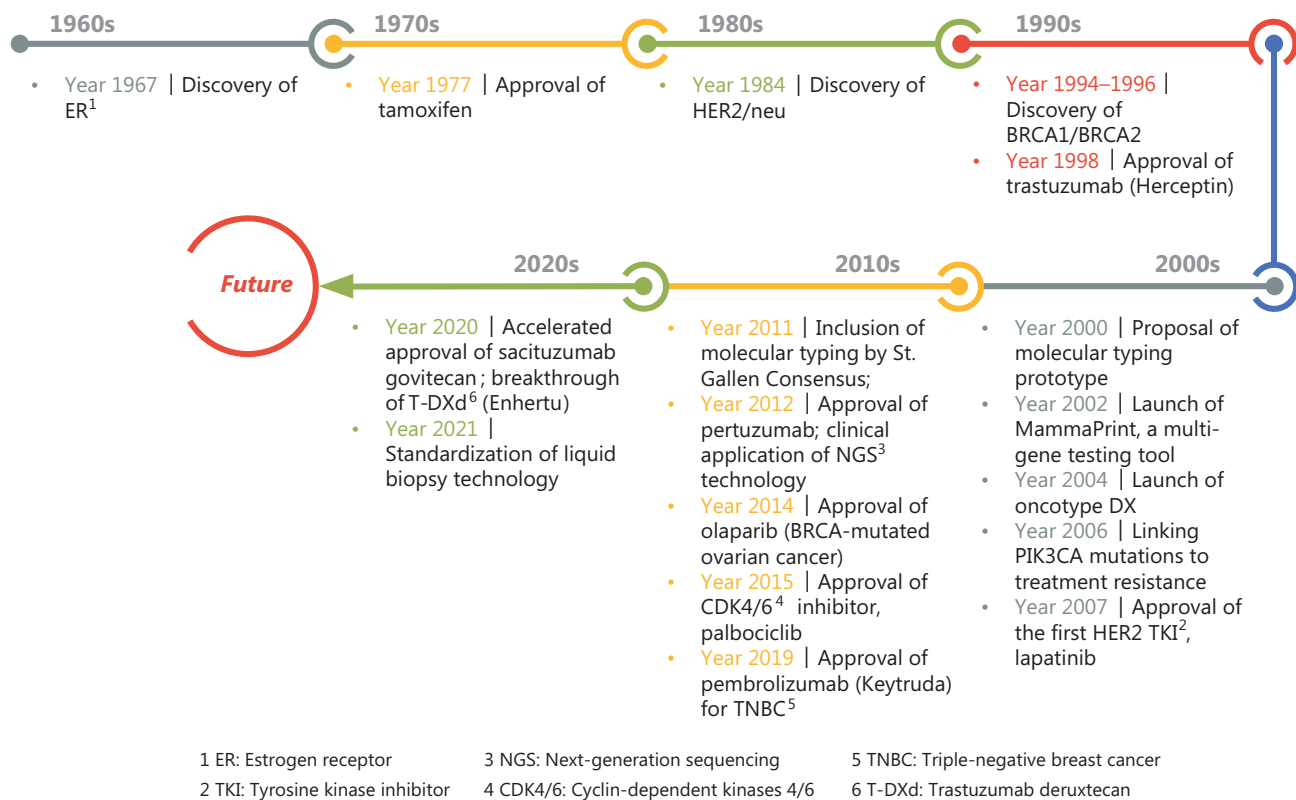 1960s
• Year 1967 | Discovery of
ER1
1970s
• Year 1977 | Approval of
tamoxifen
1980s
• Year 1984 | Discovery of
HER2/neu
1990s
• Year 1994–1996 |
Discovery of
BRCA1/BRCA2
• Year 1998 | Approval of
trastuzumab (Herceptin)
2000s
• Year 2000 | Proposal of
molecular typing
prototype
• Year 2002 | Launch of
MammaPrint, a multi-
gene testing tool
• Year 2004 | Launch of
oncotype DX
• Year 2006 | Linking
PIK3CA mutations to
treatment resistance
• Year 2007 | Approval of
the first HER2 TKI2,
lapatinib
2010s
• Year 2011 | Inclusion of
molecular typing by St.
Gallen Consensus;
• Year 2012 | Approval of
pertuzumab; clinical
application of NGS3
technology
• Year 2014 | Approval of
olaparib (BRCA-mutated
ovarian cancer)
• Year 2015 | Approval of
CDK4/64 inhibitor,
palbociclib
• Year 2019 | Approval of
pembrolizumab (Keytruda)
for TNBC5
2020s
• Year 2020 | Accelerated
approval of sacituzumab
govitecan; breakthrough
of T-DXd6 (Enhertu)
• Year 2021 |
Standardization of liquid
biopsy technology
Future
1 ER: Estrogen receptor
2 TKI: Tyrosine kinase inhibitor
3 NGS: Next-generation sequencing
4 CDK4/6: Cyclin-dependent kinases 4/6
5 TNBC: Triple-negative breast cancer
6 T-DXd: Trastuzumab deruxtecan